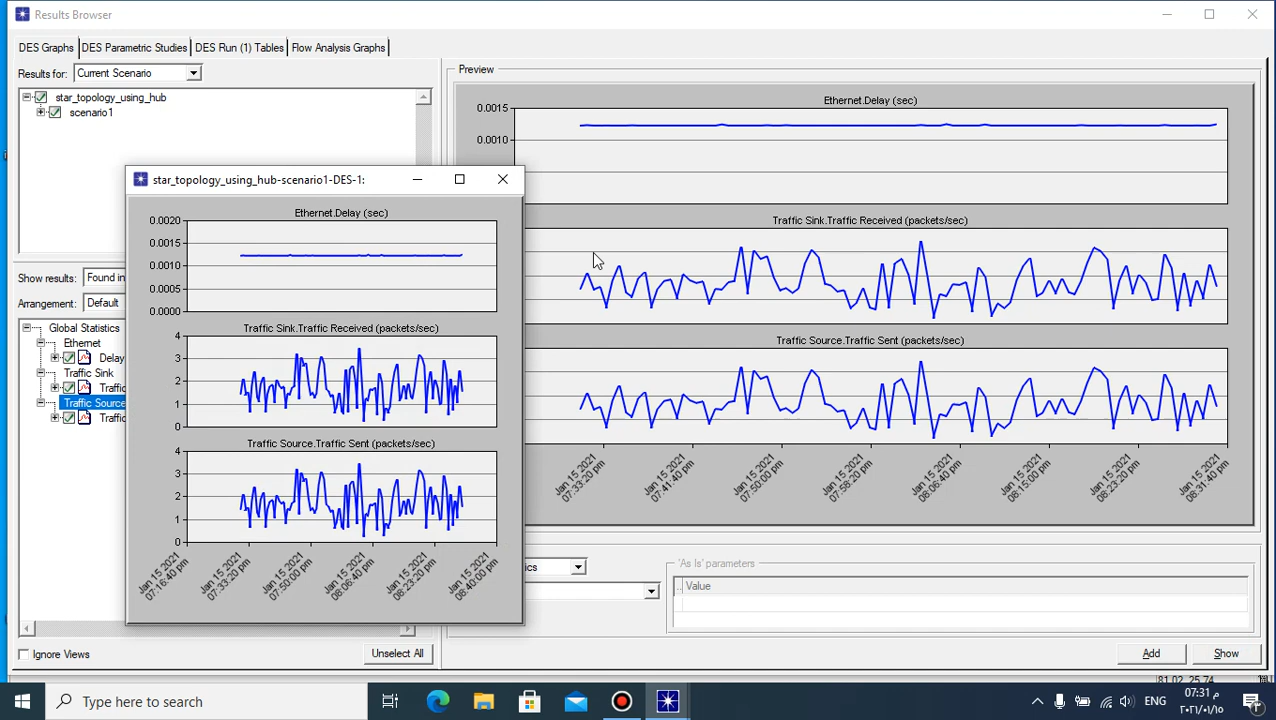 Results Browser
DES Graphs DES Parametric Studies DES Run (1) Tables Flow Analysis Graphs
Results for: Current Scenario
star_topology_using_hub
scenario1
Show results: Found in
Arrangement: Default
Global Statistics
Ethernet
Delay
Traffic Sink
Traffic
Traffic Source
Traffic
Ignore Views
Unselect All
star_topology_using_hub-scenario1-DES-1:
Ethernet.Delay (sec)
0.0020
0.0015
0.0010
0.0005
0.0000
Traffic Sink.Traffic Received (packets/sec)
4
3
2
1
0
Traffic Source.Traffic Sent (packets/sec)
4
3
2
1
0
Jan 15 2021
07:16:40 pm
Jan 15 2021
07:33:20 pm
Jan 15 2021
07:50:00 pm
Jan 15 2021
08:06:40 pm
Jan 15 2021
08:23:20 pm
Jan 15 2021
08:40:00 pm
Preview
Ethernet.Delay (sec)
0.0015
0.0010
Traffic Sink.Traffic Received (packets/sec)
Traffic Source.Traffic Sent (packets/sec)
Jan 15 2021
07:33:20 pm
Jan 15 2021
07:41:40 pm
Jan 15 2021
07:50:00 pm
Jan 15 2021
07:58:20 pm
Jan 15 2021
08:06:40 pm
Jan 15 2021
08:15:00 pm
Jan 15 2021
08:23:20 pm
Jan 15 2021
08:31:40 pm
'As Is' parameters
Value
Add
Show
Type here to search
ENG
07:31 م
٢٠٢١/٠١/١٥